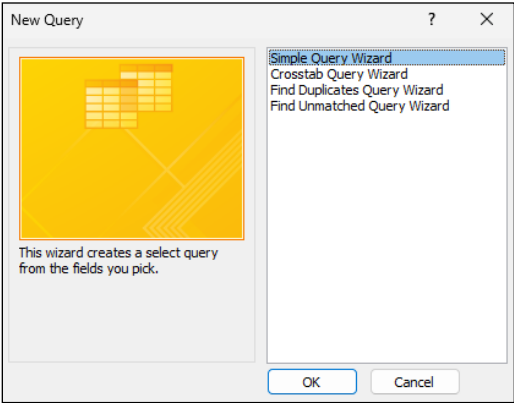 New Query
?
Simple Query Wizard
Crosstab Query Wizard
Find Duplicates Query Wizard
Find Unmatched Query Wizard
This wizard creates a select query
from the fields you pick.
OK
Cancel